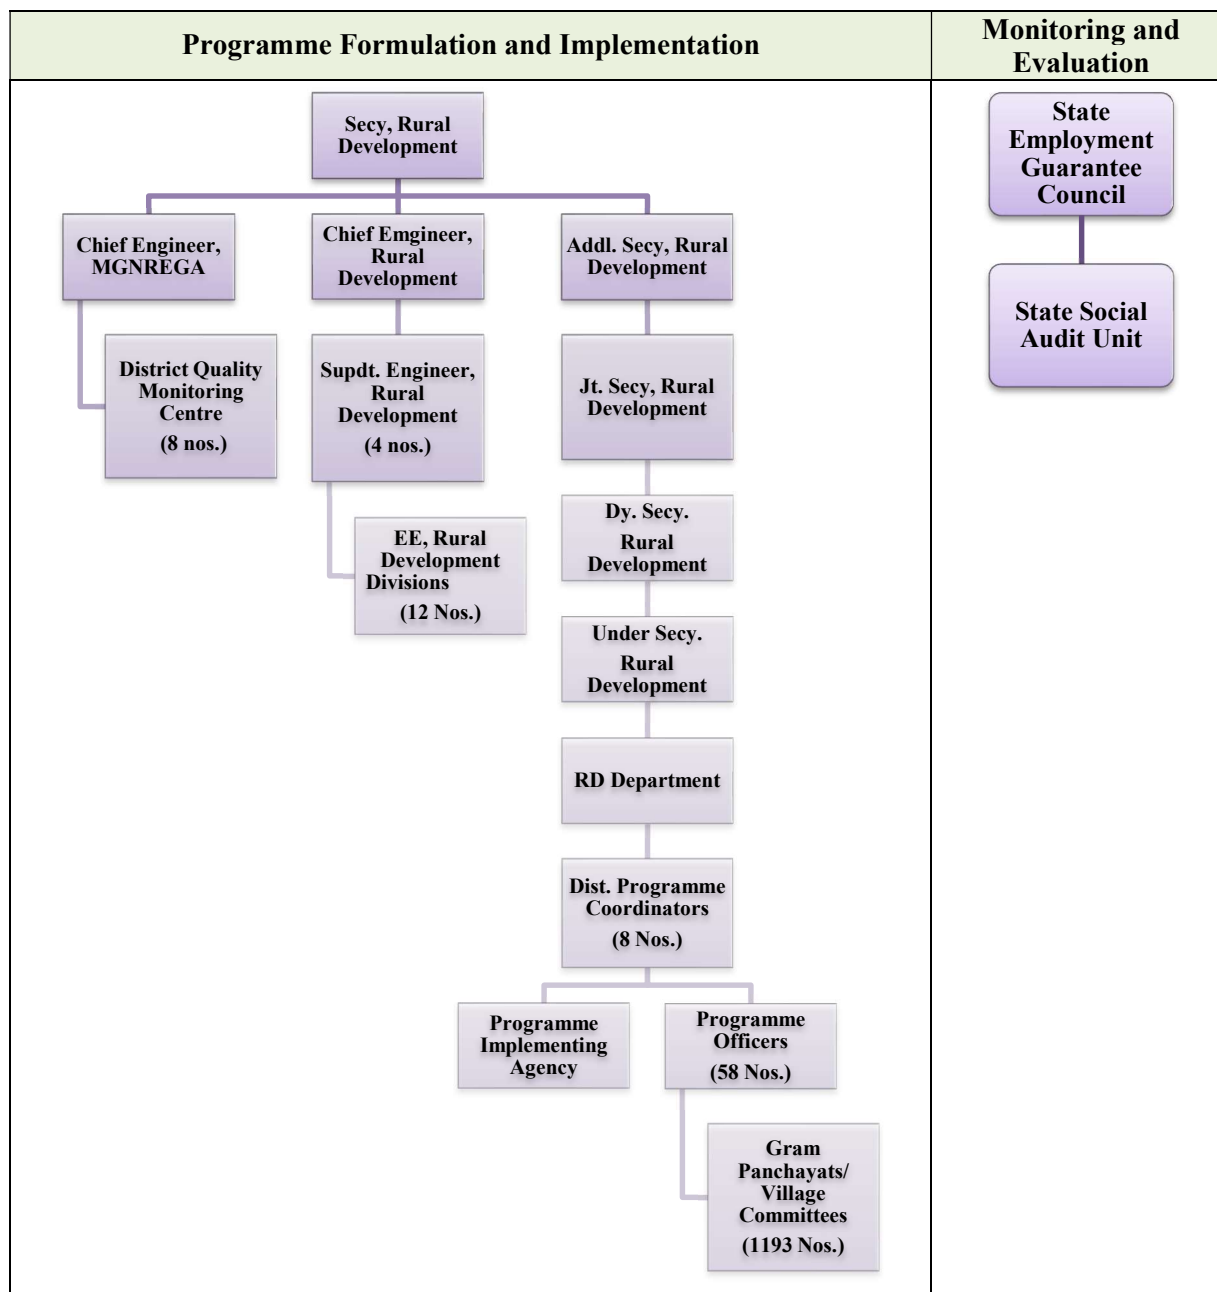 Programme Formulation and Implementation
Monitoring and
Evaluation
Secy, Rural
Development
Chief Engineer,
MGNREGA
Chief Emgineer,
Rural
Development
Addl. Secy, Rural
Development
District Quality
Monitoring
Centre
(8 nos.)
Supdt. Engineer,
Rural
Development
(4 nos.)
Jt. Secy, Rural
Development
EE, Rural
Development
Divisions
(12 Nos.)
Dy. Secy.
Rural
Development
Under Secy.
Rural
Development
RD Department
Dist. Programme
Coordinators
(8 Nos.)
Programme
Implementing
Agency
Programme
Officers
(58 Nos.)
Gram
Panchayats/
Village
Committees
(1193 Nos.)
State
Employment
Guarantee
Council
State Social
Audit Unit